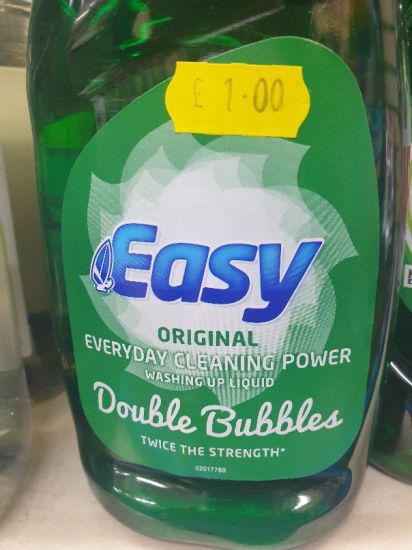 £ 1.00
Easy
ORIGINAL
EVERYDAY CLEANING POWER
WASHING UP LIQUID
Double Bubbles
TWICE THE STRENGTH*
02017780